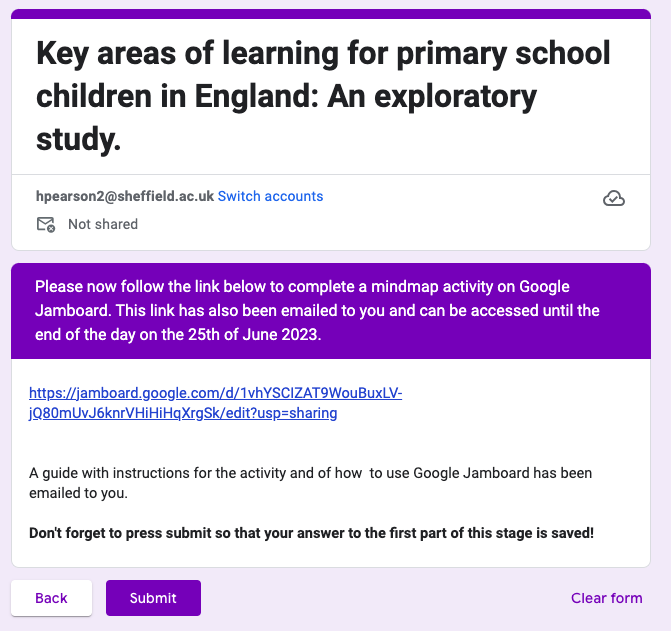 Key areas of learning for primary school
children in England: An exploratory
study.
hpearson2@sheffield.ac.uk Switch accounts
Not shared
Please now follow the link below to complete a mindmap activity on Google
Jamboard. This link has also been emailed to you and can be accessed until the
end of the day on the 25th of June 2023.
https://jamboard.google.com/d/1vhYSCIZAT9WouBuxLV-
jQ80mUvJ6knrVHiHiHqXrgSk/edit?usp=sharing
A guide with instructions for the activity and of how  to use Google Jamboard has been
emailed to you.
Don't forget to press submit so that your answer to the first part of this stage is saved!
Back Submit Clear form